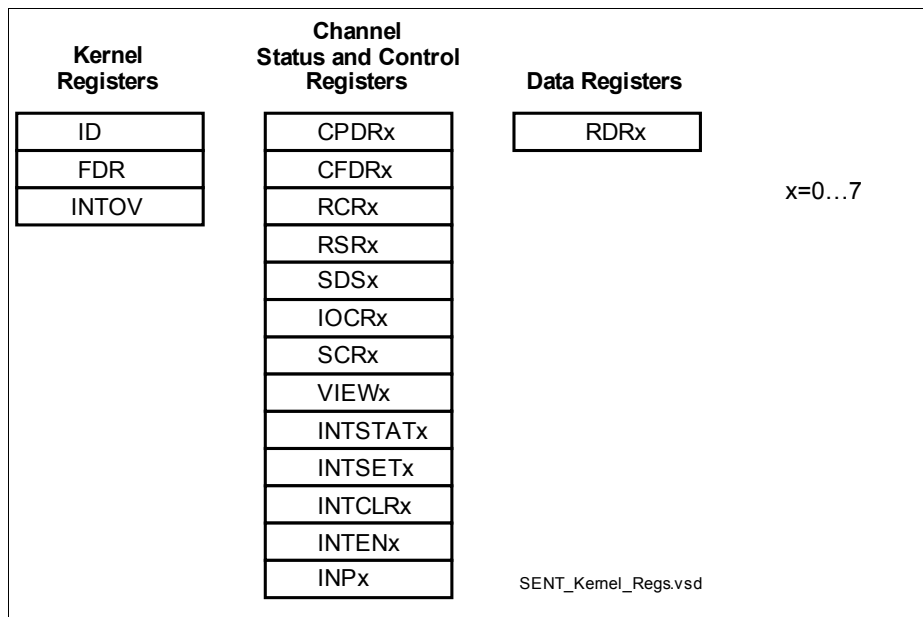 Kernel
Registers
ID
FDR
INTOV
Channel
Status and Control
Registers
CPDRx
CFDRx
RCRx
RSRx
SDSx
IOCRx
SCRx
VIEWx
INTSTATx
INTSETx
INTCLRx
INTENx
INPx
Data Registers
RDRx
x=0...7
SENT_Kernel_Regs.vsd